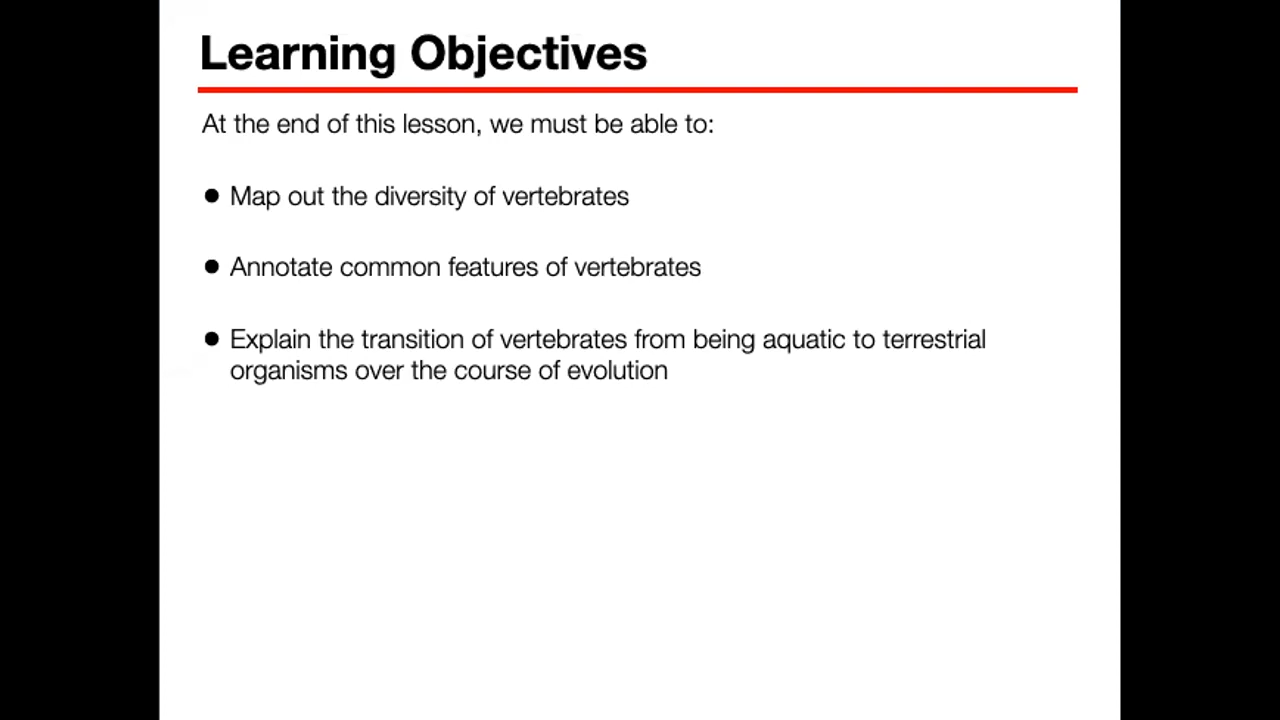 Learning Objectives
At the end of this lesson, we must be able to:
● Map out the diversity of vertebrates
● Annotate common features of vertebrates
● Explain the transition of vertebrates from being aquatic to terrestrial
organisms over the course of evolution